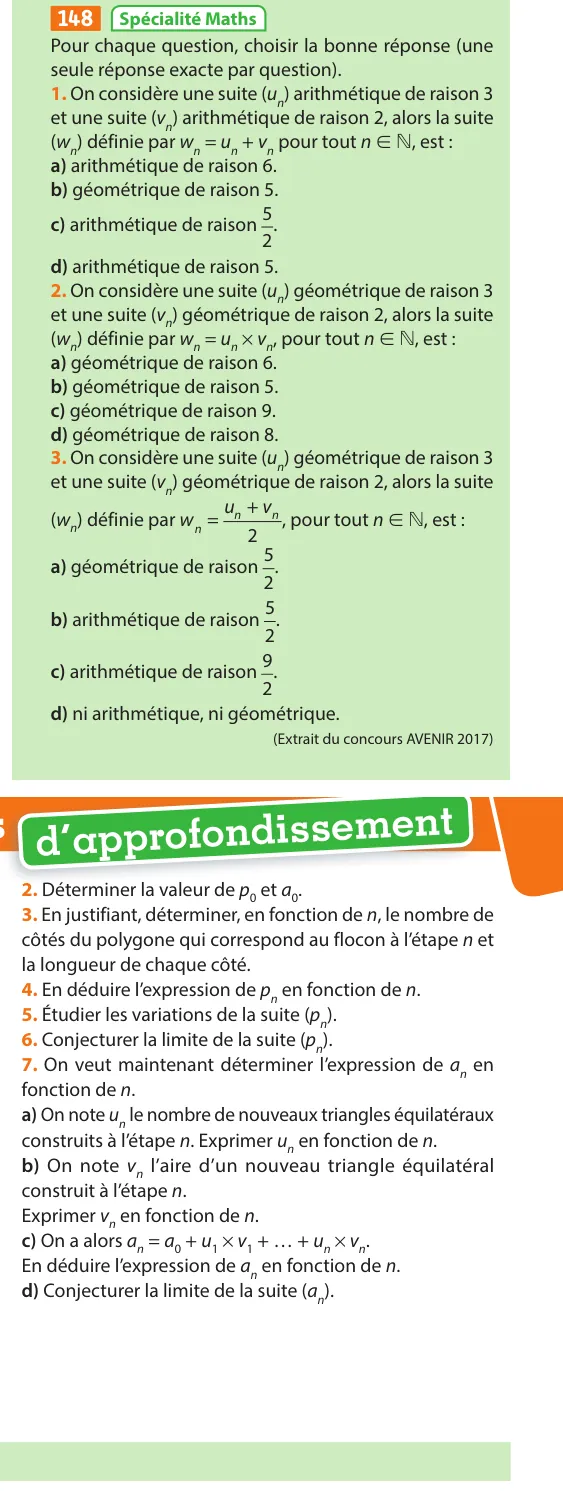 148 Spécialité Maths
Pour chaque question, choisir la bonne réponse (une
seule réponse exacte par question).
1. On considère une suite (uₙ) arithmétique de raison 3
et une suite (vₙ) arithmétique de raison 2, alors la suite
(wₙ) définie par wₙ = uₙ + vₙ pour tout n ∈ ℕ, est :
a) arithmétique de raison 6.
b) géométrique de raison 5.
c) arithmétique de raison 5/2.
d) arithmétique de raison 5.
2. On considère une suite (uₙ) géométrique de raison 3
et une suite (vₙ) géométrique de raison 2, alors la suite
(wₙ) définie par wₙ = uₙ × vₙ, pour tout n ∈ ℕ, est :
a) géométrique de raison 6.
b) géométrique de raison 5.
c) géométrique de raison 9.
d) géométrique de raison 8.
3. On considère une suite (uₙ) géométrique de raison 3
et une suite (vₙ) géométrique de raison 2, alors la suite
(wₙ) définie par wₙ = (uₙ + vₙ)/2, pour tout n ∈ ℕ, est :
a) géométrique de raison 5/2.
b) arithmétique de raison 5/2.
c) arithmétique de raison 9/2.
d) ni arithmétique, ni géométrique.
(Extrait du concours AVENIR 2017)
s d'approfondissement
2. Déterminer la valeur de p₀ et a₀.
3. En justifiant, déterminer, en fonction de n, le nombre de
côtés du polygone qui correspond au flocon à l'étape n et
la longueur de chaque côté.
4. En déduire l'expression de pₙ en fonction de n.
5. Étudier les variations de la suite (pₙ).
6. Conjecturer la limite de la suite (pₙ).
7. On veut maintenant déterminer l'expression de aₙ en
fonction de n.
a) On note uₙ le nombre de nouveaux triangles équilatéraux
construits à l'étape n. Exprimer uₙ en fonction de n.
b) On note vₙ l'aire d'un nouveau triangle équilatéral
construit à l'étape n.
Exprimer vₙ en fonction de n.
c) On a alors aₙ = a₀ + u₁ × v₁ + … + uₙ × vₙ.
En déduire l'expression de aₙ en fonction de n.
d) Conjecturer la limite de la suite (aₙ).